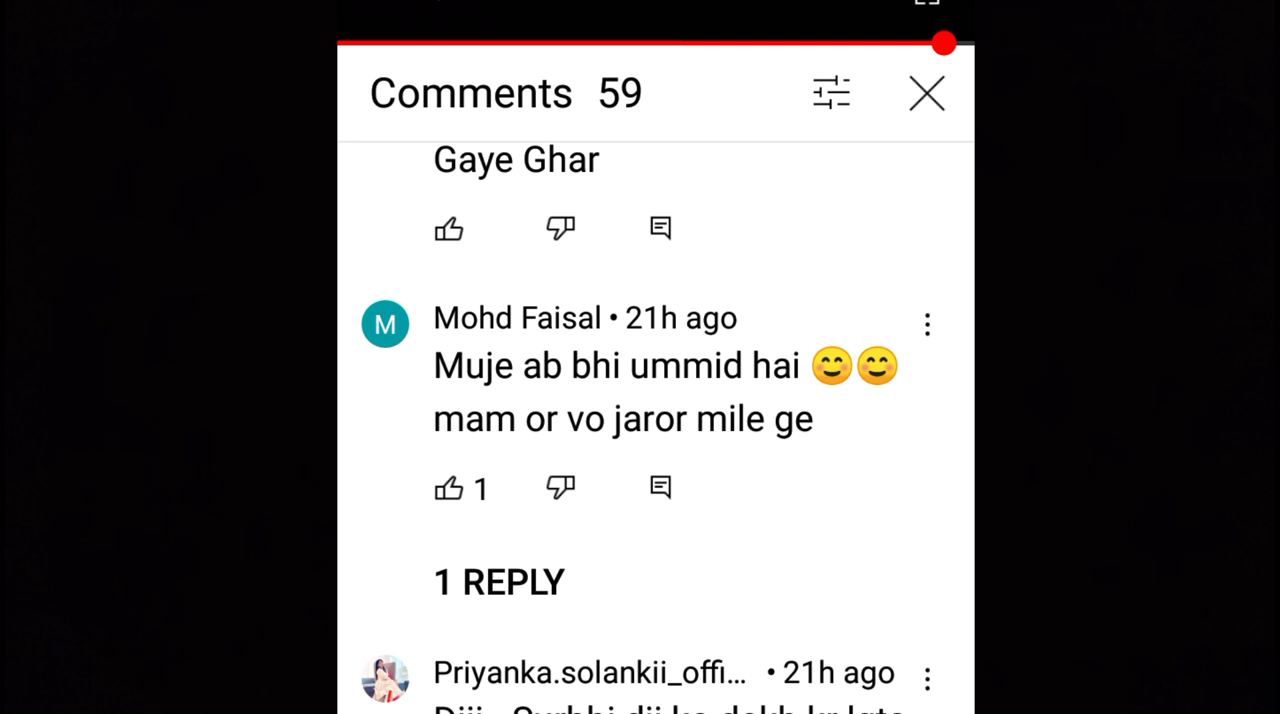 Comments 59
Gaye Ghar
Mohd Faisal • 21h ago
Muje ab bhi ummid hai 😊😊
mam or vo jaror mile ge
1
1 REPLY
M
Priyanka.solankii_offi... • 21h ago